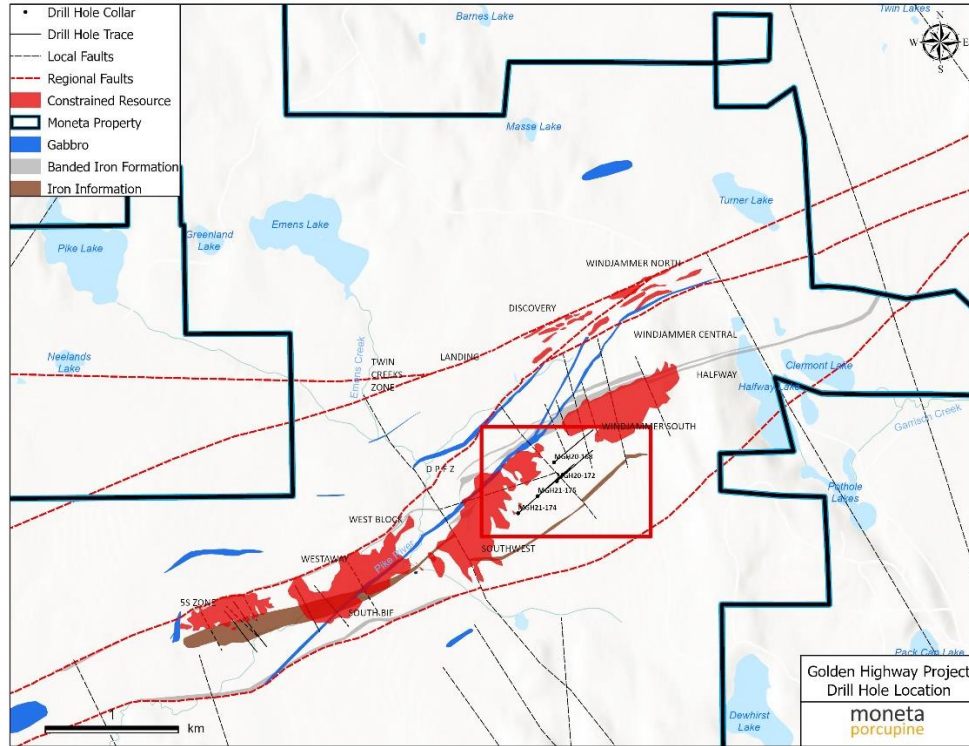 Drill Hole Collar
Drill Hole Trace
Local Faults
Regional Faults
Constrained Resource
Moneta Property
Gabbro
Banded Iron Formation
Iron Information
Barnes Lake
Twin Lakes
N
W
E
S
Masse Lake
Turner Lake
Emens Lake
Greenland
Lake
Pike Lake
WINDJAMMER NORTH
DISCOVERY
WINDJAMMER CENTRAL
Neelands
Lake
Emens Creek
TWIN
CREEKS
ZONE
LANDING
HALFWAY
Halfway Lake
Clermont Lake
Garrison Creek
WINDJAMMER SOUTH
D P F Z
MGH20-172
MGH21-175
MGH21-174
Pothole
Lakes
WEST BLOCK
Pike River
SOUTHWEST
WESTAWAY
5S ZONE
SOUTH BIF
Pack Can Lake
Dewhirst
Lake
1
km
Golden Highway Project
Drill Hole Location
moneta
porcupine